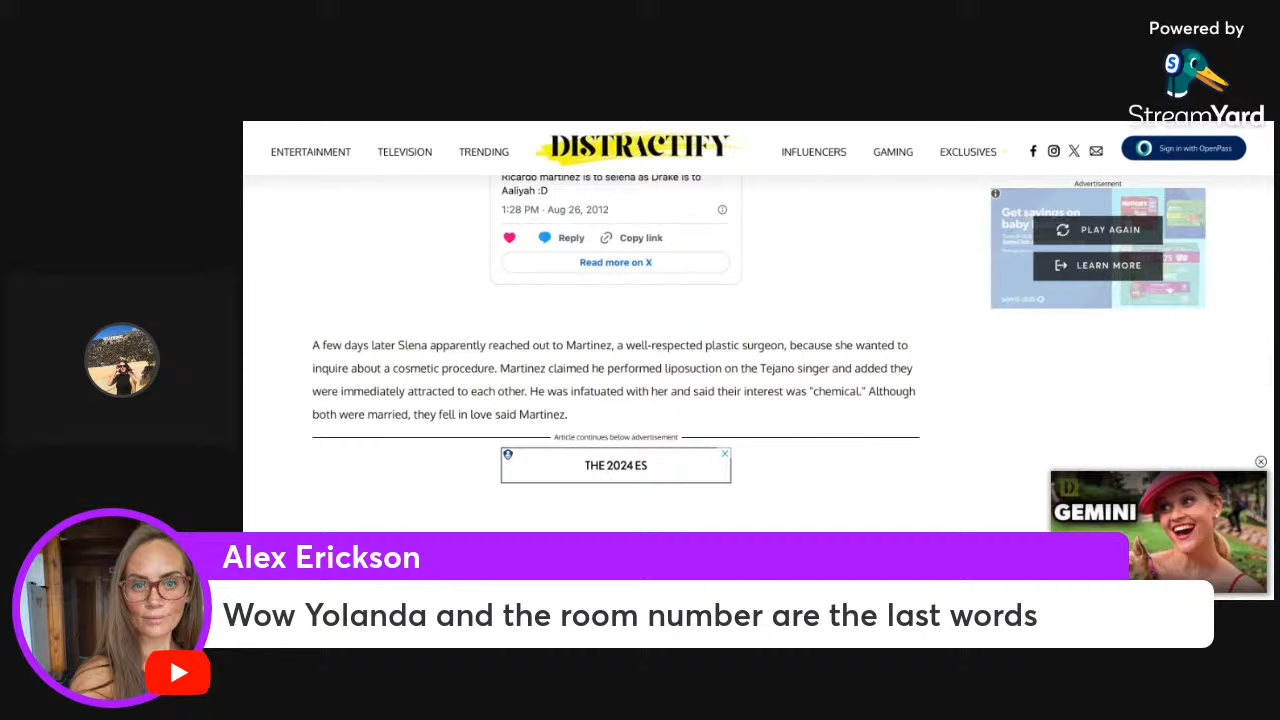 Powered by
StreamYard
ENTERTAINMENT TELEVISION TRENDING DISTRACTIFY INFLUENCERS GAMING EXCLUSIVES Sign in with OpenPass
Ricardo martinez is to selena as Drake is to
Aaliyah :D
1:28 PM · Aug 26, 2012
Reply Copy link
Read more on X
Advertisement
Get savings on
baby
PLAY AGAIN
LEARN MORE
sam's club
A few days later Slena apparently reached out to Martinez, a well-respected plastic surgeon, because she wanted to
inquire about a cosmetic procedure. Martinez claimed he performed liposuction on the Tejano singer and added they
were immediately attracted to each other. He was infatuated with her and said their interest was "chemical." Although
both were married, they fell in love said Martinez.
Article continues below advertisement
THE 2024 ES
GEMINI
Alex Erickson
Wow Yolanda and the room number are the last words